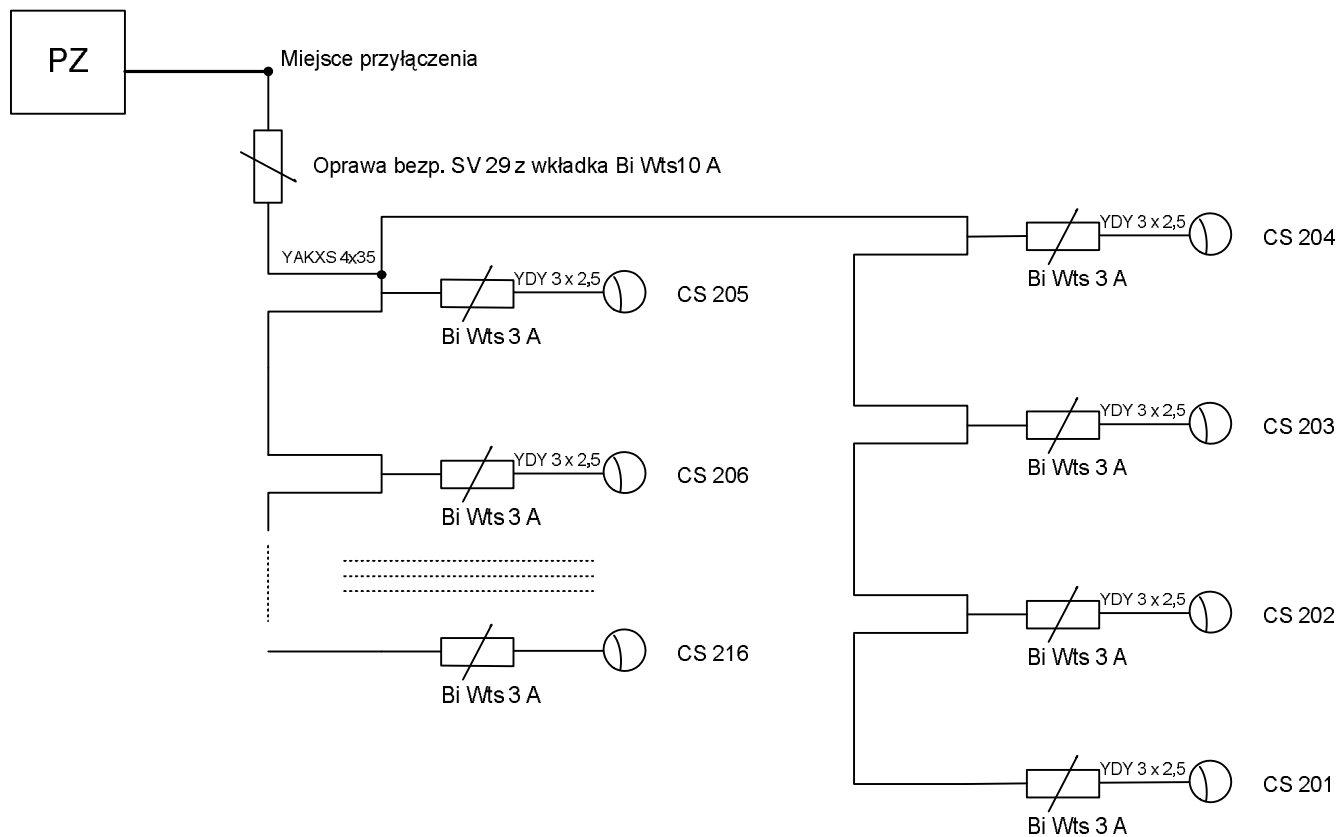 PZ
Miejsce przyłączenia
Oprawa bezp. SV 29 z wkładka Bi Wts10 A
YAKXS 4x35
YDY 3 x 2,5
CS 204
Bi Wts 3 A
YDY 3 x 2,5
CS 205
Bi Wts 3 A
YDY 3 x 2,5
CS 203
Bi Wts 3 A
YDY 3 x 2,5
CS 206
Bi Wts 3 A
YDY 3 x 2,5
CS 202
Bi Wts 3 A
CS 216
Bi Wts 3 A
YDY 3 x 2,5
CS 201
Bi Wts 3 A